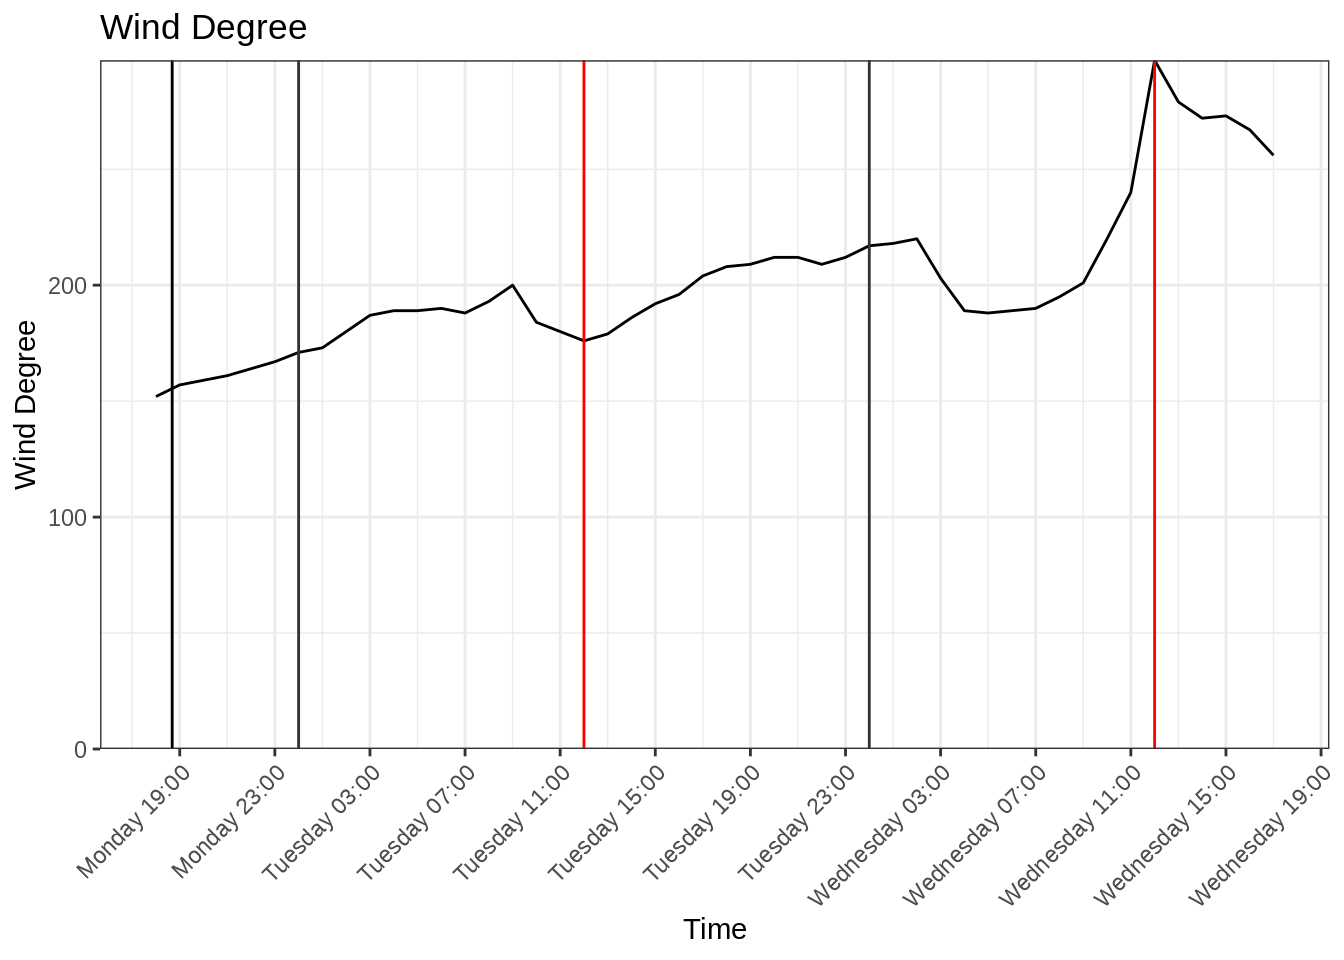 Wind Degree
Wind Degree
200
100
0
Monday 19:00
Monday 23:00
Tuesday 03:00
Tuesday 07:00
Tuesday 11:00
Tuesday 15:00
Tuesday 19:00
Tuesday 23:00
Wednesday 03:00
Wednesday 07:00
Wednesday 11:00
Wednesday 15:00
Wednesday 19:00
Time